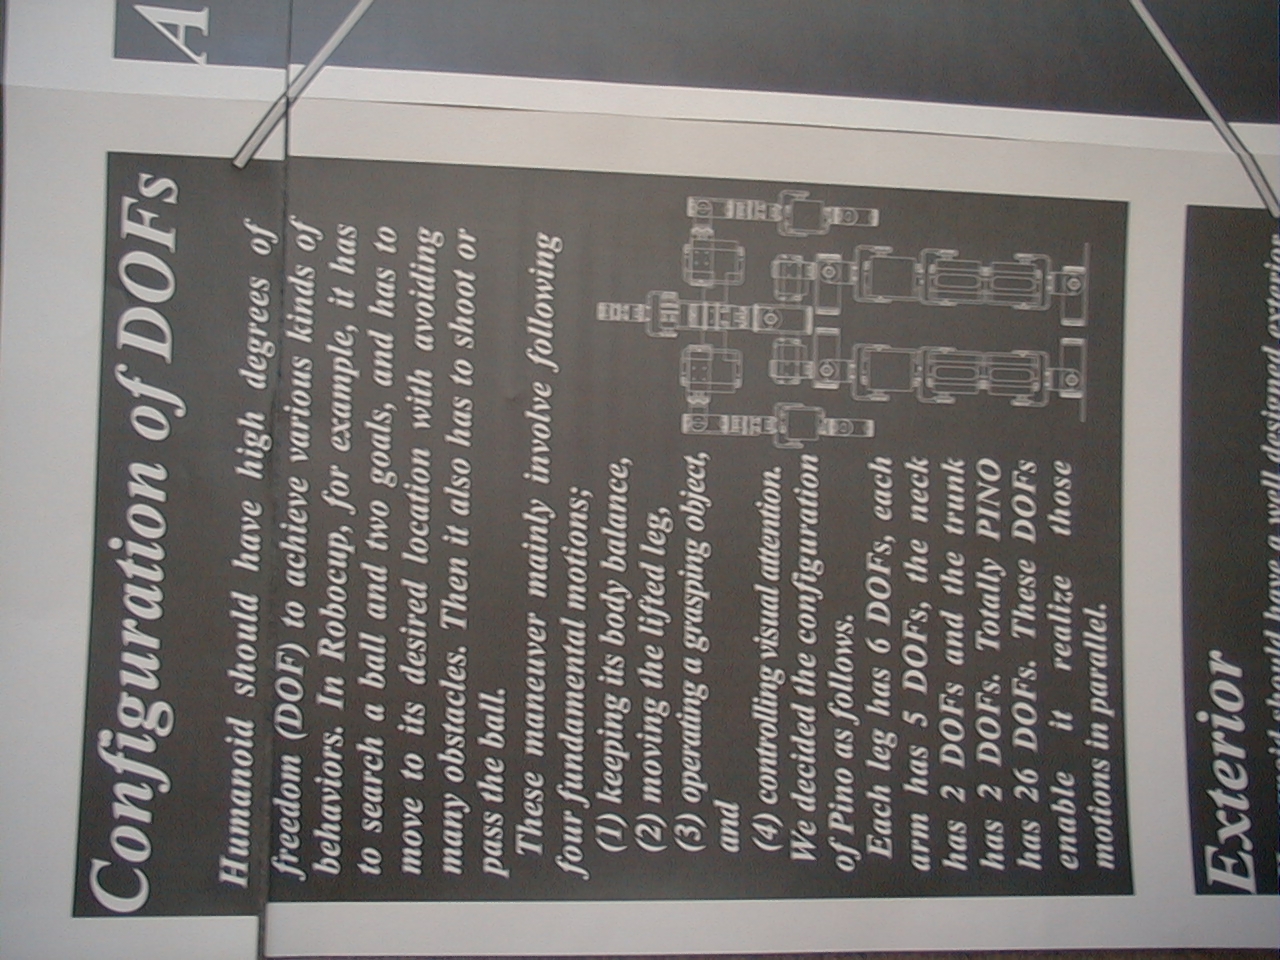 A
Configuration of DOFs
Humanoid should have high degrees of
freedom (DOF) to achieve various kinds of
behaviors. In Robocup, for example, it has
to search a ball and two goals, and has to
move to its desired location with avoiding
many obstacles. Then it also has to shoot or
pass the ball.
These maneuver mainly involve following
four fundamental motions;
(1) keeping its body balance,
(2) moving the lifted leg,
(3) operating a grasping object,
and
(4) controlling visual attention.
We decided the configuration
of Pino as follows.
Each leg has 6 DOFs, each
arm has 5 DOFs, the neck
has 2 DOFs and the trunk
has 2 DOFs. Totally PINO
has 26 DOFs. These DOFs
enable it realize those
motions in parallel.
Exterior
it should have a well designed exterior